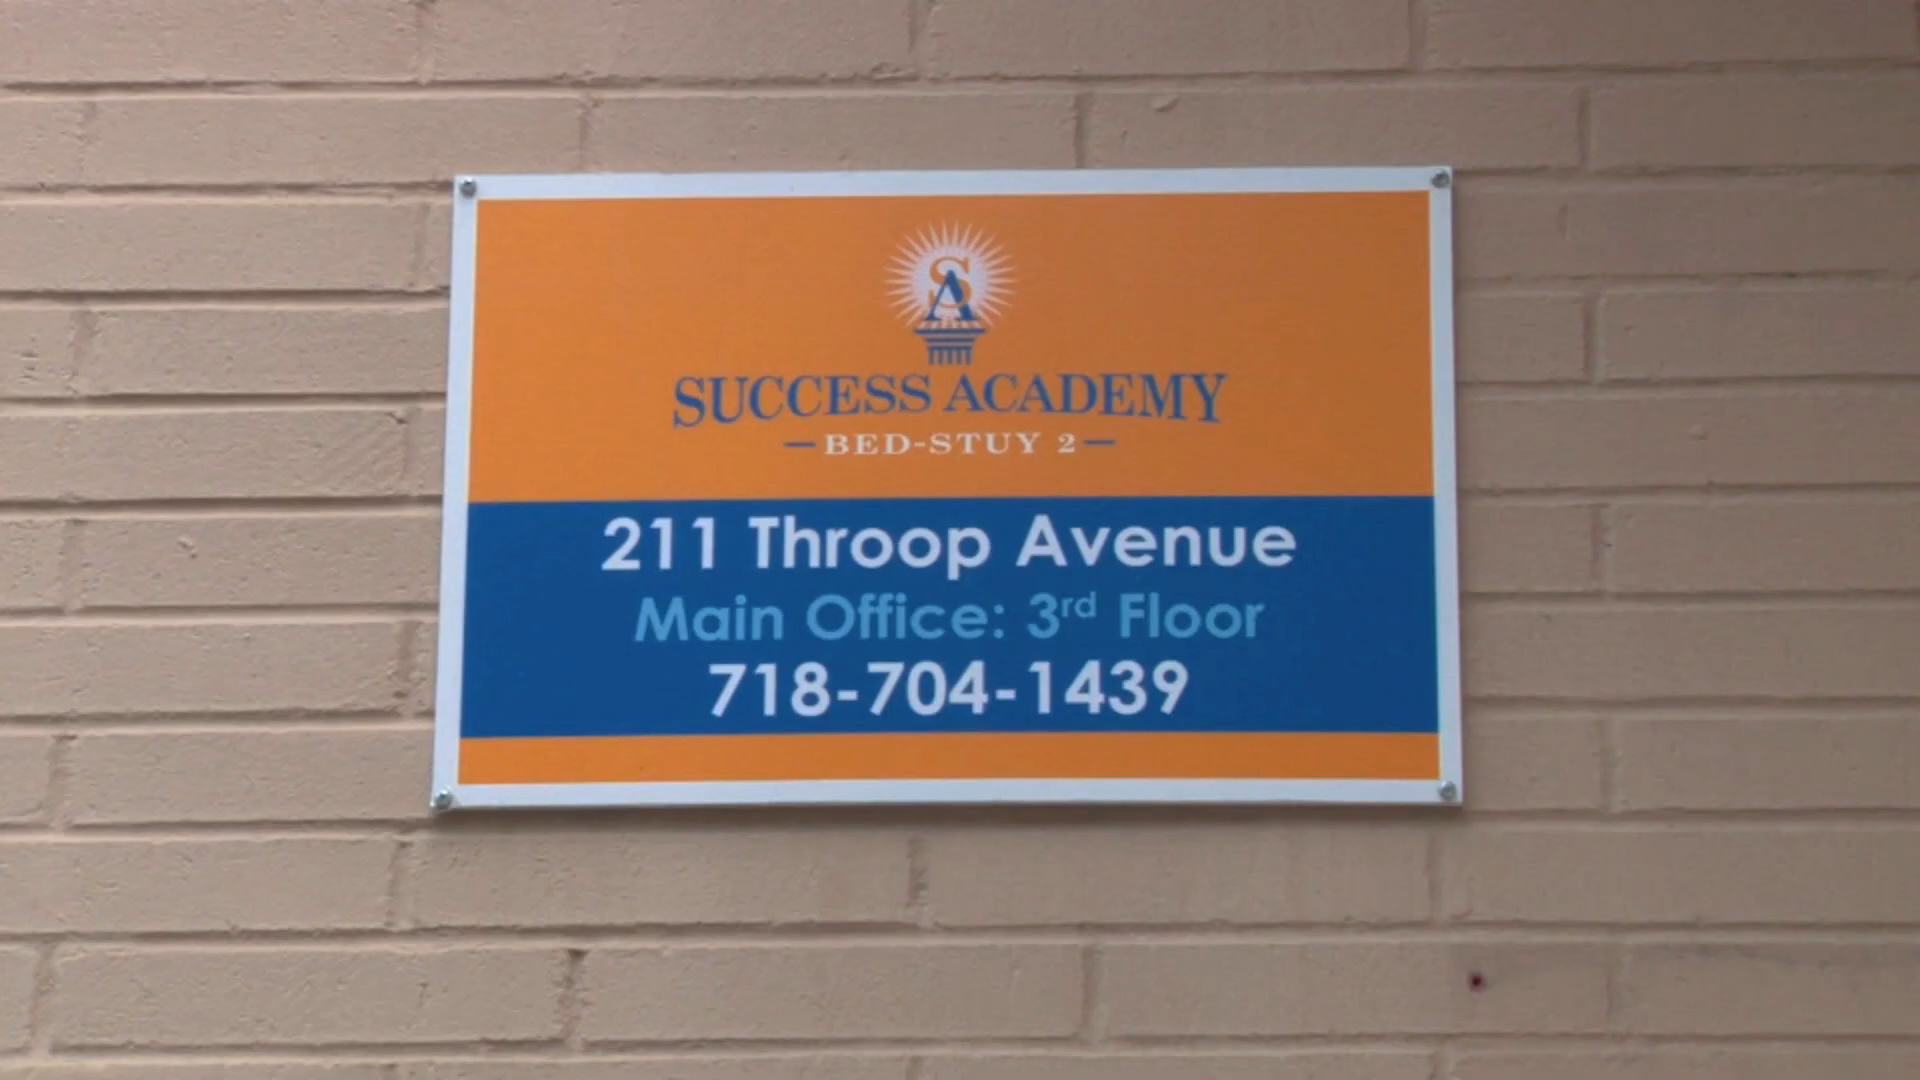 SA
SUCCESS ACADEMY
—BED-STUY 2—
211 Throop Avenue
Main Office: 3rd Floor
718-704-1439